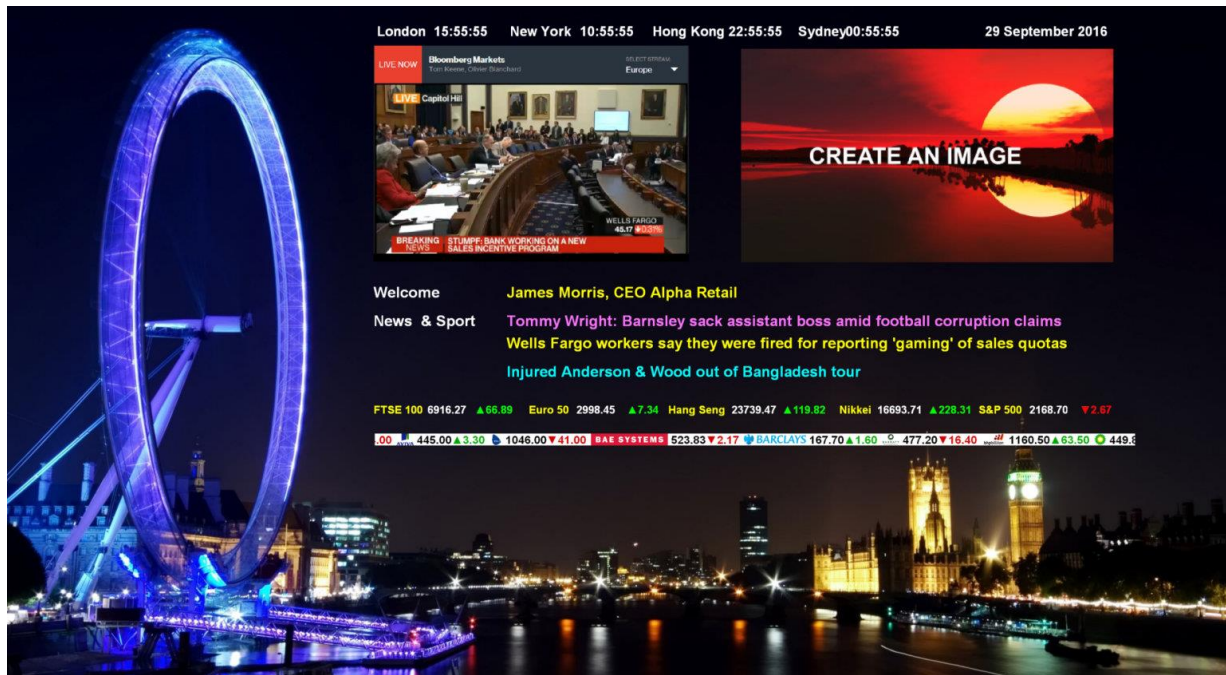 London 15:55:55 New York 10:55:55 Hong Kong 22:55:55 Sydney00:55:55 29 September 2016
LIVE NOW
Bloomberg Markets
Tom Keene, Olivier Blanchard
SELECT STREAM
Europe
LIVE Capitol Hill
WELLS FARGO
45.17 0.31%
BREAKING NEWS
STUMPF: BANK WORKING ON A NEW
SALES INCENTIVE PROGRAM
CREATE AN IMAGE
Welcome James Morris, CEO Alpha Retail
News & Sport Tommy Wright: Barnsley sack assistant boss amid football corruption claims
Wells Fargo workers say they were fired for reporting 'gaming' of sales quotas
Injured Anderson & Wood out of Bangladesh tour
FTSE 100 6916.27 ▲66.89 Euro 50 2998.45 ▲7.34 Hang Seng 23739.47 ▲119.82 Nikkei 16693.71 ▲228.31 S&P 500 2168.70 ▼2.67
.00 AVIVA 445.00▲3.30 1046.00▼41.00 BAE SYSTEMS 523.83▼2.17 BARCLAYS 167.70▲1.60 477.20▼16.40 1160.50▲63.50 449.8